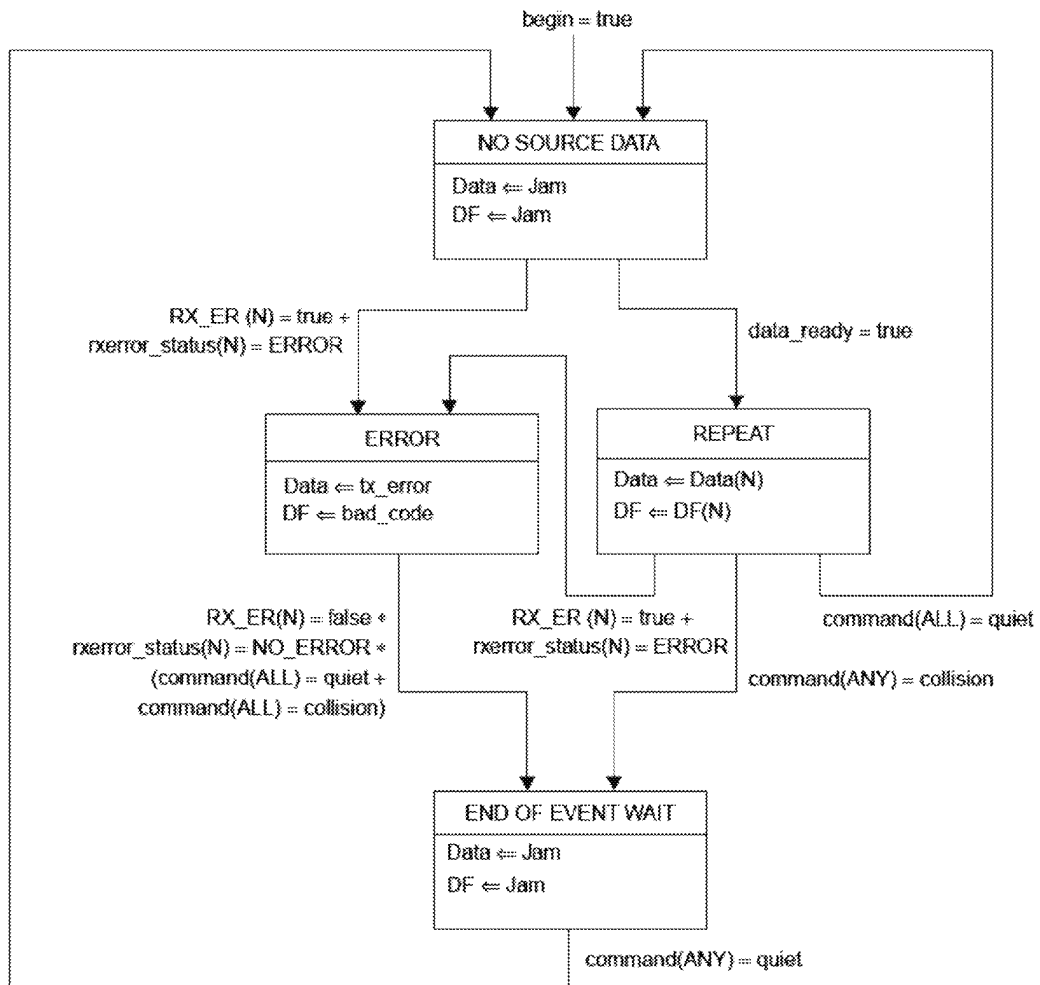 begin = true
NO SOURCE DATA
Data ⇐ Jam
DF ⇐ Jam
RX_ER (N) = true +
rxerror_status(N) = ERROR
data_ready = true
ERROR
Data ⇐ tx_error
DF ⇐ bad_code
REPEAT
Data ⇐ Data(N)
DF ⇐ DF(N)
RX_ER(N) = false *
rxerror_status(N) = NO_ERROR *
(command(ALL) = quiet +
command(ALL) = collision)
RX_ER (N) = true +
rxerror_status(N) = ERROR
command(ALL) = quiet
command(ANY) = collision
END OF EVENT WAIT
Data ⇐ Jam
DF ⇐ Jam
command(ANY) = quiet